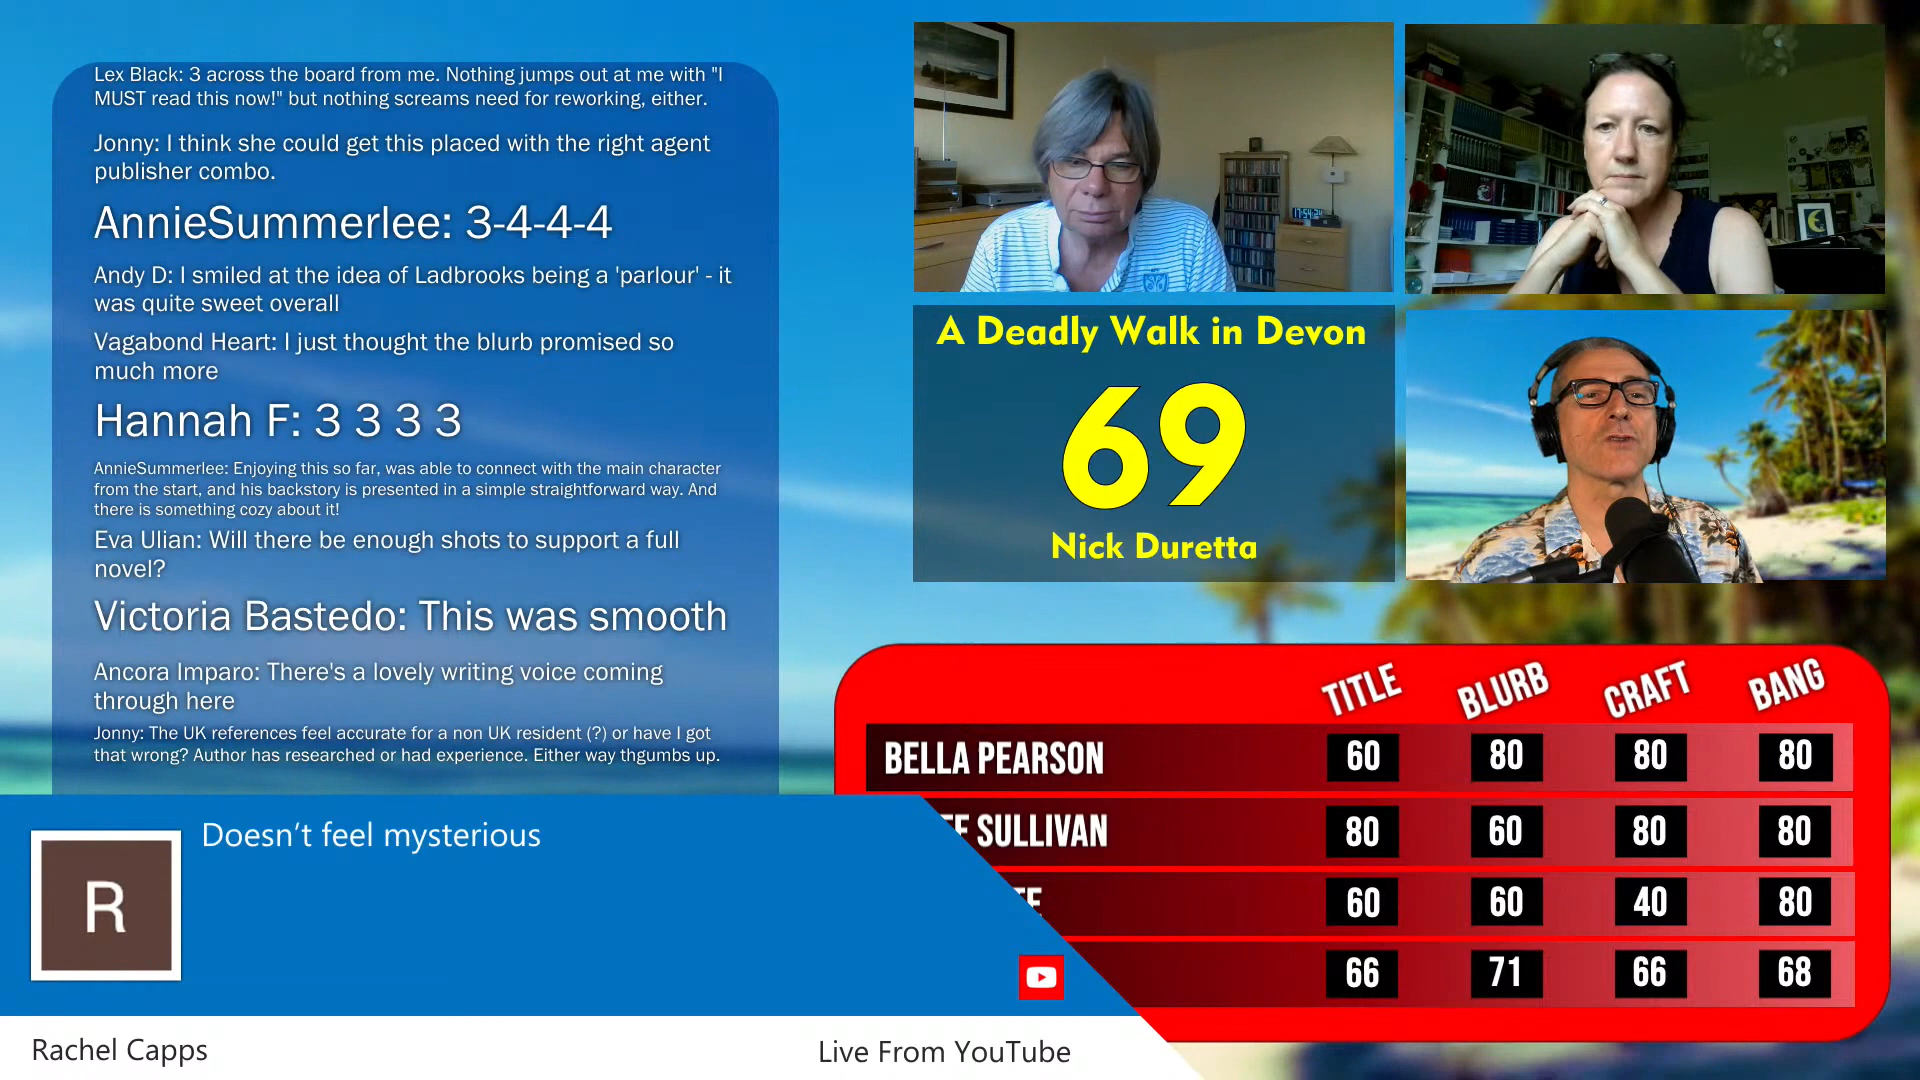 Lex Black: 3 across the board from me. Nothing jumps out at me with "I
MUST read this now!" but nothing screams need for reworking, either.
Jonny: I think she could get this placed with the right agent
publisher combo.
AnnieSummerlee: 3-4-4-4
Andy D: I smiled at the idea of Ladbrooks being a 'parlour' - it
was quite sweet overall
Vagabond Heart: I just thought the blurb promised so
much more
Hannah F: 3 3 3 3
AnnieSummerlee: Enjoying this so far, was able to connect with the main character
from the start, and his backstory is presented in a simple straightforward way. And
there is something cozy about it!
Eva Ulian: Will there be enough shots to support a full
novel?
Victoria Bastedo: This was smooth
Ancora Imparo: There's a lovely writing voice coming
through here
Jonny: The UK references feel accurate for a non UK resident (?) or have I got
that wrong? Author has researched or had experience. Either way thgumbs up.
17:54:24
A Deadly Walk in Devon
69
Nick Duretta
TITLE BLURB CRAFT BANG
BELLA PEARSON 60 80 80 80
SULLIVAN 80 60 80 80
60 60 40 80
66 71 66 68
R
Doesn't feel mysterious
Rachel Capps
Live From YouTube